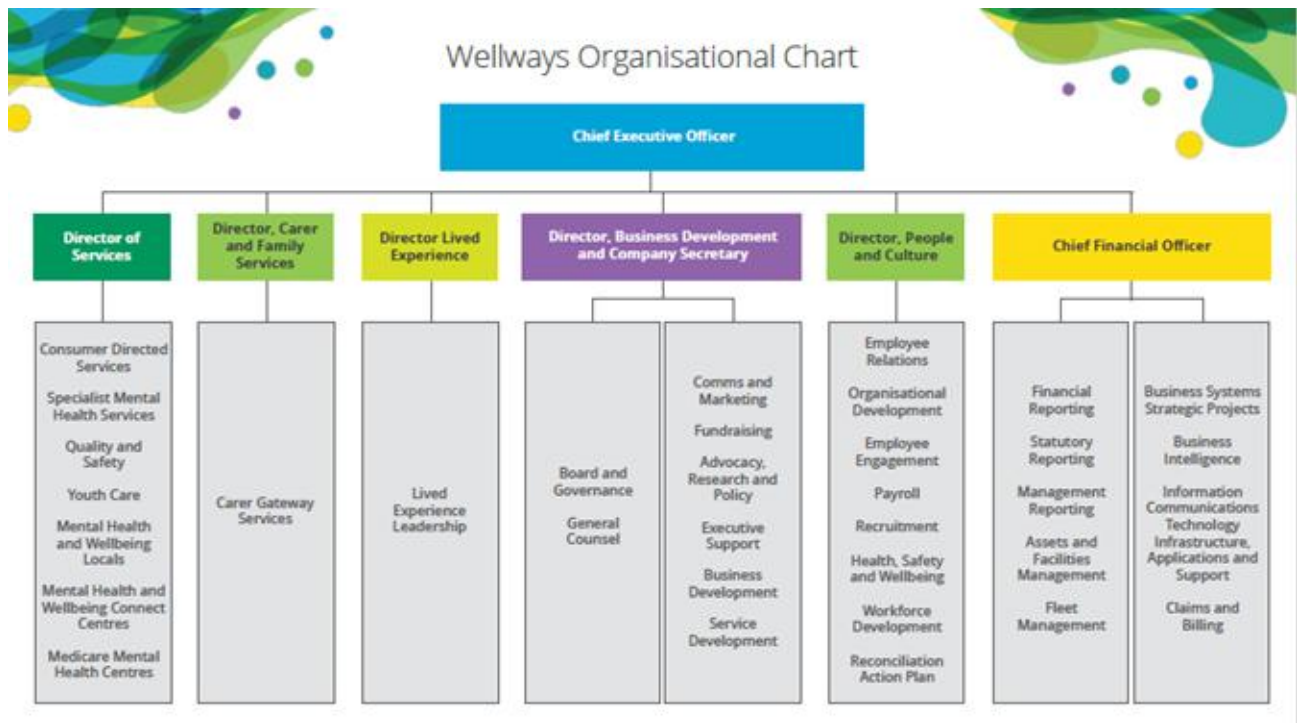 Wellways Organisational Chart
Chief Executive Officer
Director of
Services
Director, Carer
and Family
Services
Director Lived
Experience
Director, Business Development
and Company Secretary
Director, People
and Culture
Chief Financial Officer
Consumer Directed
Services
Specialist Mental
Health Services
Quality and
Safety
Youth Care
Mental Health
and Wellbeing
Locals
Mental Health and
Wellbeing Connect
Centres
Medicare Mental
Health Centres
Carer Gateway
Services
Lived
Experience
Leadership
Board and
Governance
General
Counsel
Comms and
Marketing
Fundraising
Advocacy,
Research and
Policy
Executive
Support
Business
Development
Service
Development
Employee
Relations
Organisational
Development
Employee
Engagement
Payroll
Recruitment
Health, Safety
and Wellbeing
Workforce
Development
Reconciliation
Action Plan
Financial
Reporting
Statutory
Reporting
Management
Reporting
Assets and
Facilities
Management
Fleet
Management
Business Systems
Strategic Projects
Business
Intelligence
Information
Communications
Technology
Infrastructure,
Applications and
Support
Claims and
Billing